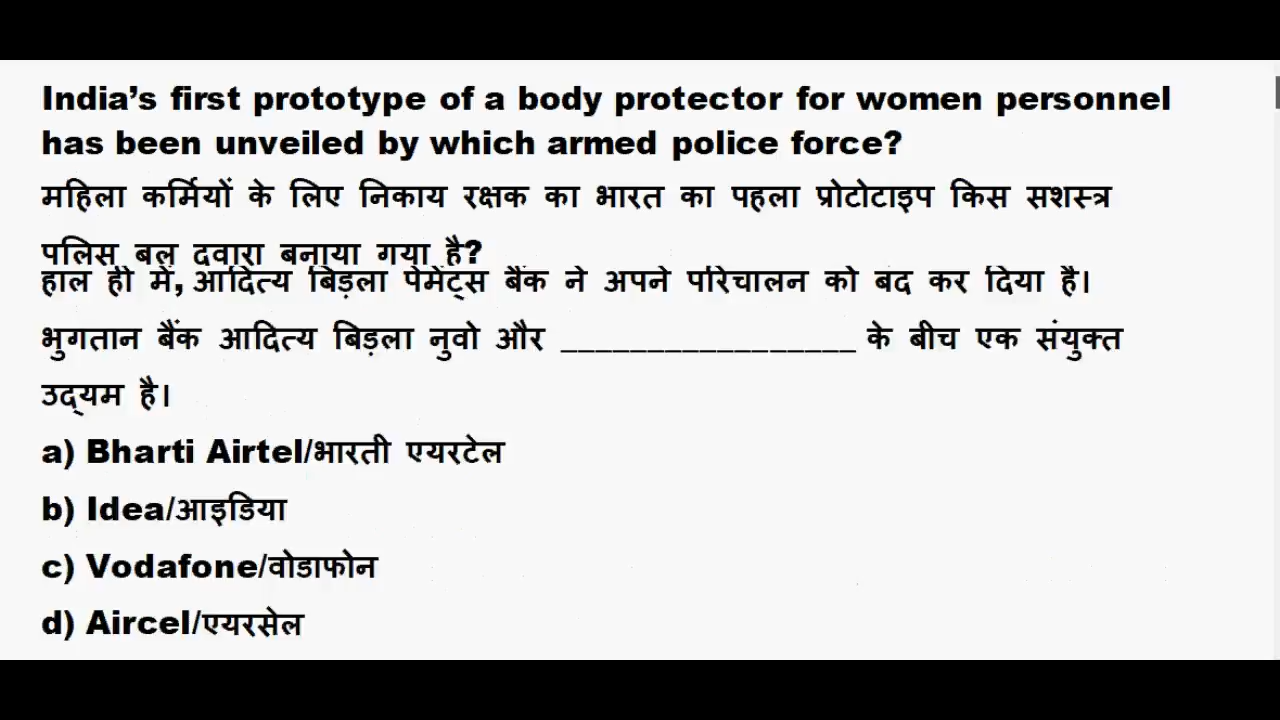 India’s first prototype of a body protector for women personnel
has been unveiled by which armed police force?
महिला कर्मियों के लिए निकाय रक्षक का भारत का पहला प्रोटोटाइप किस सशस्त्र
पुलिस बल द्वारा बनाया गया है?
हाल ही में, आदित्य बिड़ला पेमेंट्स बैंक ने अपने परिचालन को बंद कर दिया है।
भुगतान बैंक आदित्य बिड़ला नुवो और _________________ के बीच एक संयुक्त
उद्यम है।
a) Bharti Airtel/भारती एयरटेल
b) Idea/आइडिया
c) Vodafone/वोडाफोन
d) Aircel/एयरसेल